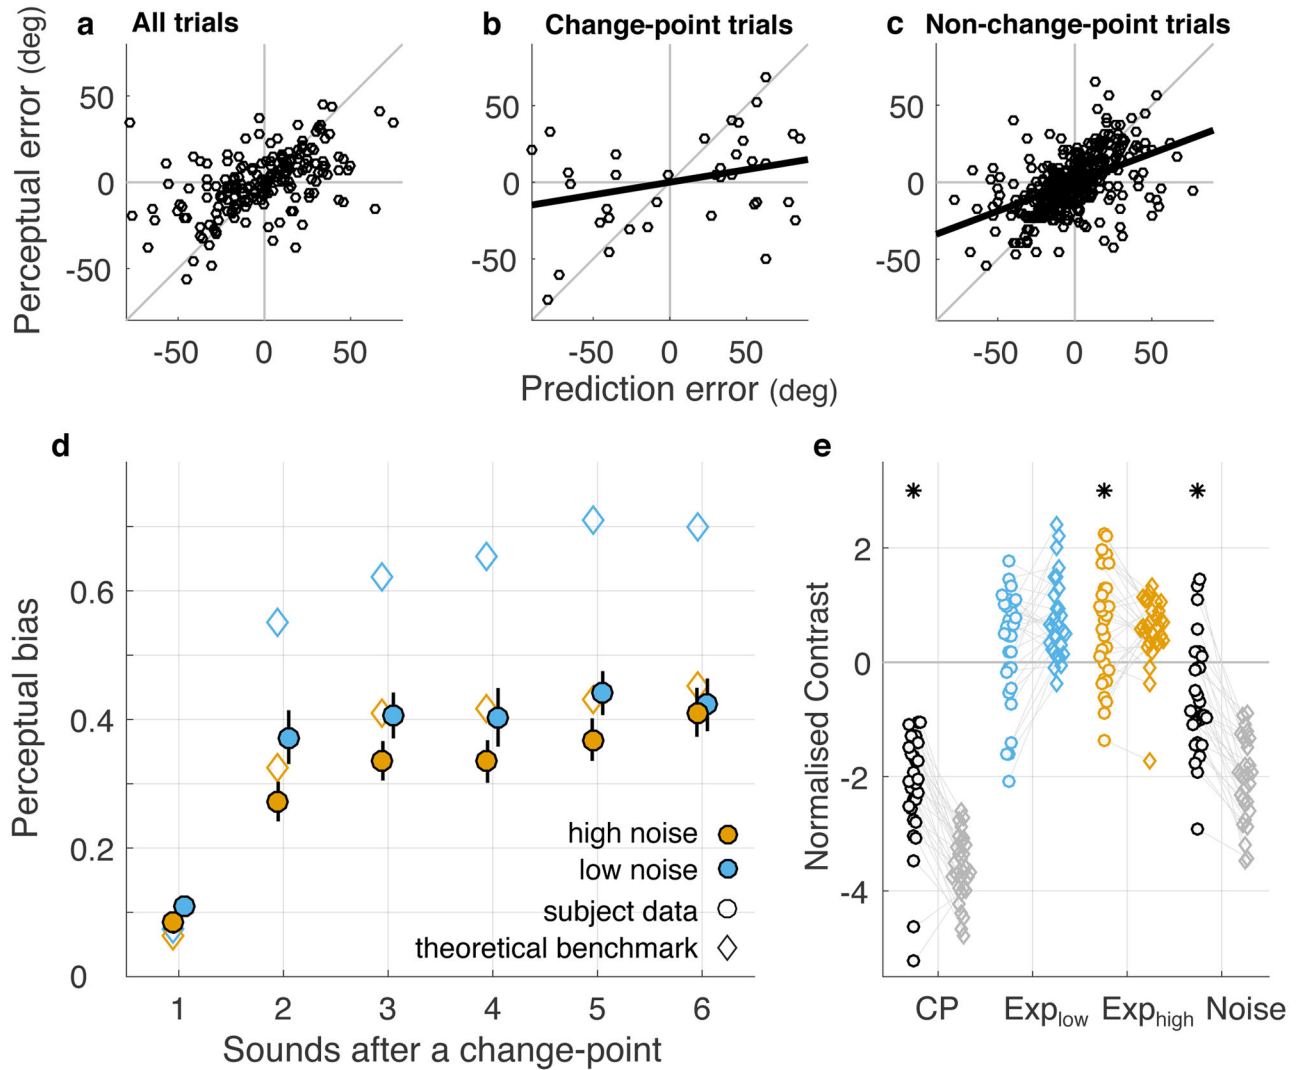 a All trials
b Change-point trials
c Non-change-point trials
Perceptual error (deg)
50
0
-50
-50 0 50
50
0
-50
-50 0 50
50
0
-50
-50 0 50
Prediction error (deg)
d
Perceptual bias
0.6
0.4
0.2
0
high noise
low noise
subject data
theoretical benchmark
1 2 3 4 5 6
Sounds after a change-point
e
Normalised Contrast
* * *
2
0
-2
-4
CP Explow Exphigh Noise